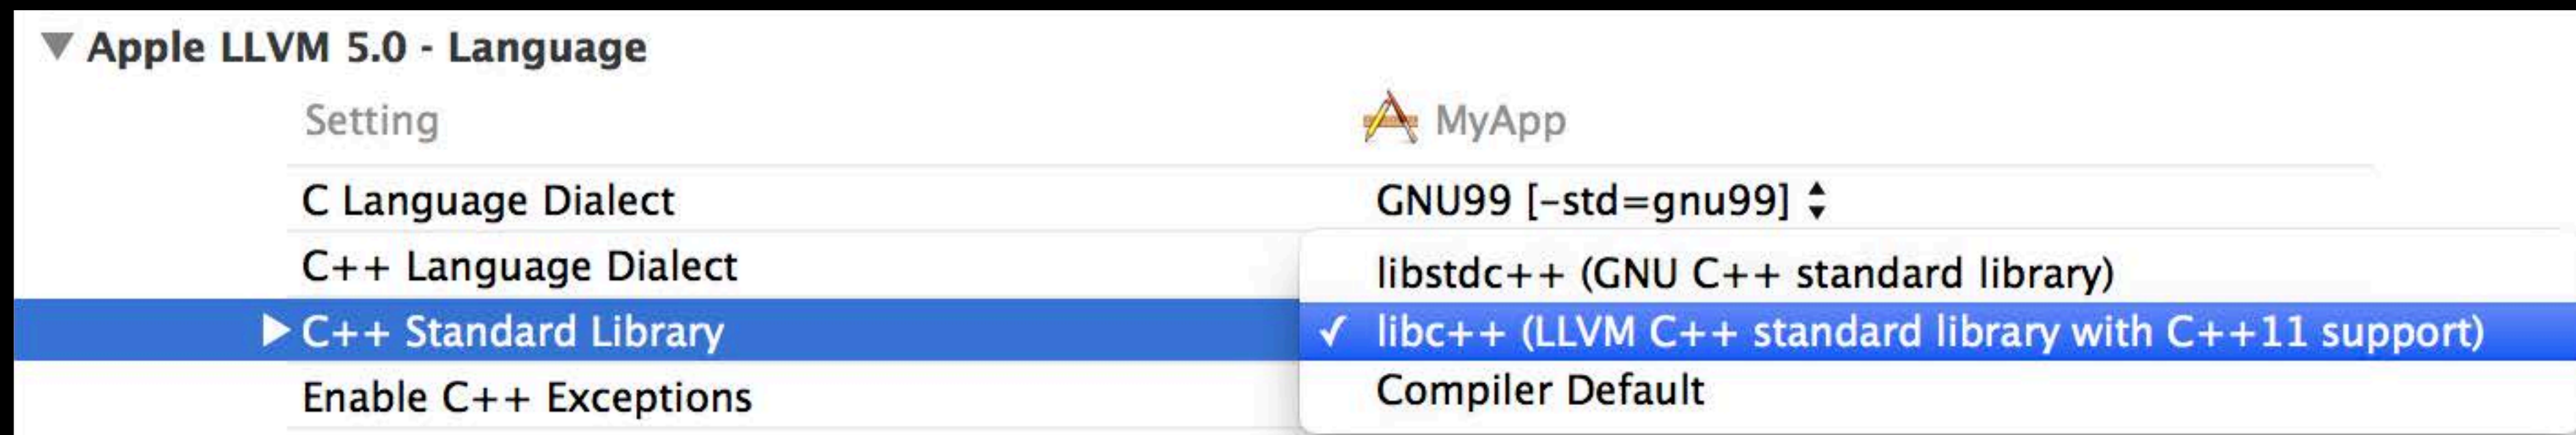 Apple LLVM 5.0 - Language
Setting MyApp
C Language Dialect GNU99 [-std=gnu99]
C++ Language Dialect libstdc++ (GNU C++ standard library)
C++ Standard Library ✓ libc++ (LLVM C++ standard library with C++11 support)
Enable C++ Exceptions Compiler Default